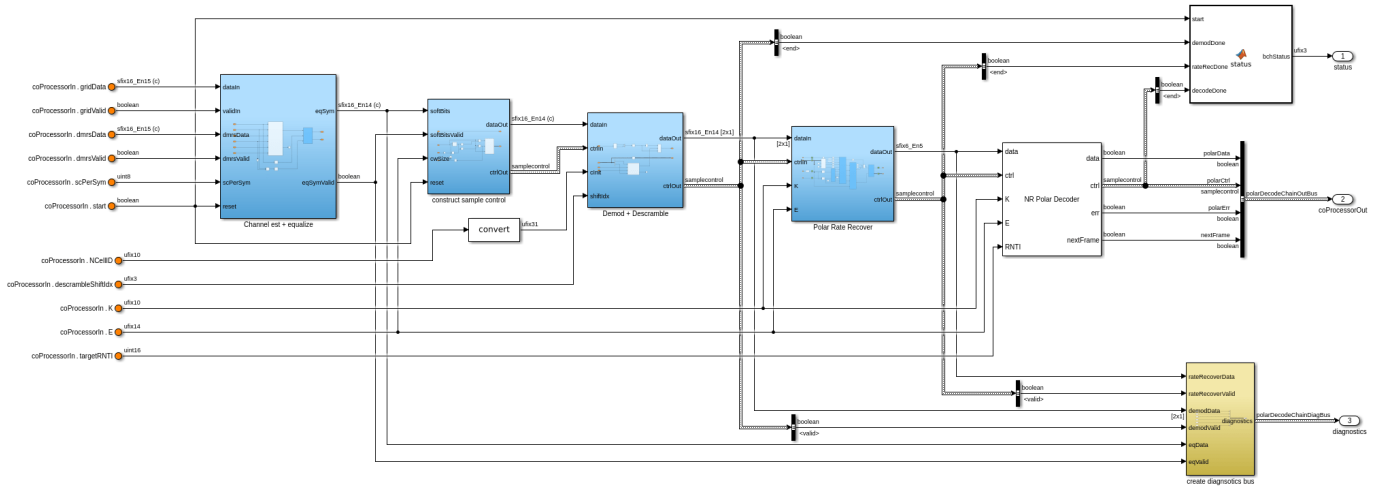 start
boolean
<end>
demodDone
boolean
<end>
rateRecDone
status
bchStatus
ufix3
1
status
boolean
<end>
decodeDone
coProcessorIn . gridData
sfix16_En15 (c)
dataIn
coProcessorIn . gridValid
boolean
validIn
eqSym
sfix16_En14 (c)
coProcessorIn . dmrsData
sfix16_En15 (c)
dmrsData
coProcessorIn . dmrsValid
boolean
dmrsValid
coProcessorIn . scPerSym
uint8
scPerSym
eqSymValid
boolean
coProcessorIn . start
boolean
reset
Channel est + equalize
softBits
softBitsValid
cwSize
reset
dataOut
sfix16_En14 (c)
ctrlOut
samplecontrol
construct sample control
convert
ufix31
dataIn
ctrlIn
cInit
shiftIdx
dataOut
sfix16_En14 [2x1]
ctrlOut
samplecontrol
Demod + Descramble
dataIn
[2x1]
ctrlIn
K
E
dataOut
sfix6_En5
ctrlOut
samplecontrol
Polar Rate Recover
data
ctrl
K
E
RNTI
NR Polar Decoder
data
ctrl
err
nextFrame
boolean
polarData
boolean
samplecontrol
polarCtrl
samplecontrol
boolean
polarErr
boolean
boolean
nextFrame
boolean
polarDecodeChainOutBus
2
coProcessorOut
coProcessorIn . NCellID
ufix10
coProcessorIn . descrambleShiftIdx
ufix3
coProcessorIn . K
ufix10
coProcessorIn . E
ufix14
coProcessorIn . targetRNTI
uint16
boolean
<valid>
boolean
<valid>
rateRecoverData
rateRecoverValid
demodData
[2x1]
demodValid
eqData
eqValid
diagnostics
polarDecodeChainDiagBus
3
diagnostics
create diagnsotics bus